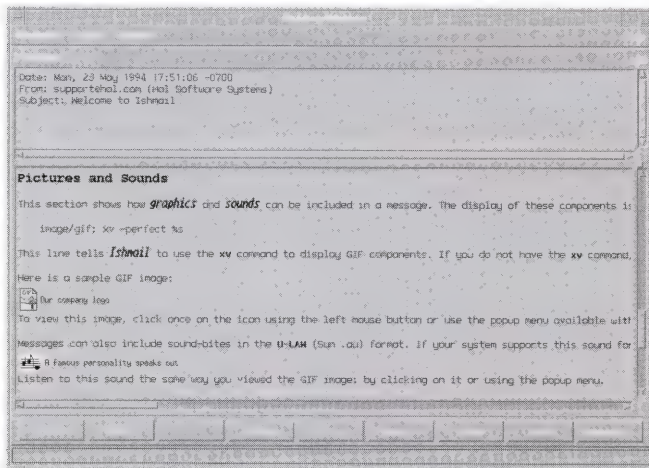 Date: Mon, 23 May 1994 17:51:06 -0700
From: support@hal.com (Hal Software Systems)
Subject: Welcome to Ishmail
Pictures and Sounds
This section shows how graphics and sounds can be included in a message. The display of these components is
image/gif; xv -perfect %s
This line tells Ishmail to use the xv command to display GIF components. If you do not have the xv command,
Here is a sample GIF image:
Our company logo
To view this image, click once on the icon using the left mouse button or use the popup menu available with
Messages can also include sound-bites in the U-LAW (Sun .au) format. If your system supports this sound for
A famous personality speaks out
Listen to this sound the same way you viewed the GIF image: by clicking on it or using the popup menu.